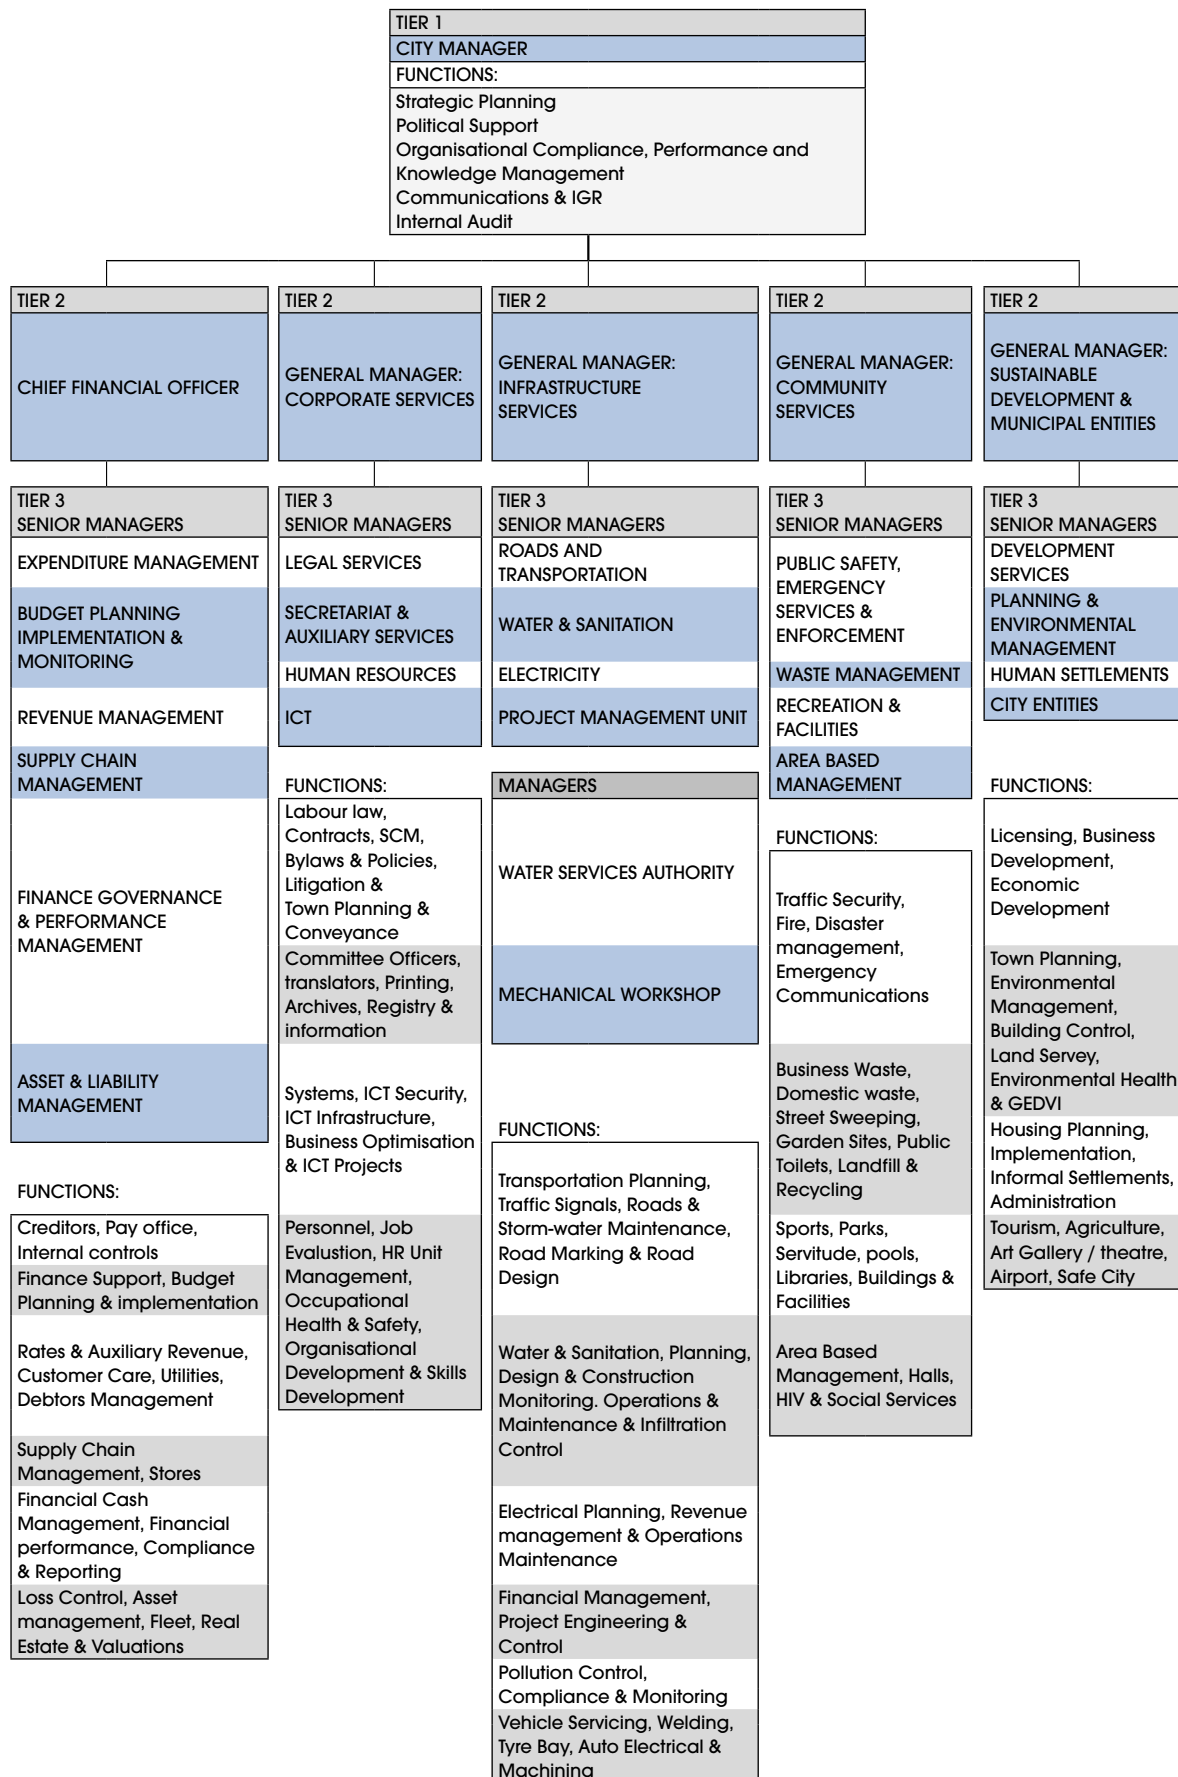 TIER 1
CITY MANAGER
FUNCTIONS:
Strategic Planning
Political Support
Organisational Compliance, Performance and
Knowledge Management
Communications & IGR
Internal Audit
TIER 2
CHIEF FINANCIAL OFFICER
TIER 3
SENIOR MANAGERS
EXPENDITURE MANAGEMENT
BUDGET PLANNING
IMPLEMENTATION &
MONITORING
REVENUE MANAGEMENT
SUPPLY CHAIN
MANAGEMENT
FINANCE GOVERNANCE
& PERFORMANCE
MANAGEMENT
ASSET & LIABILITY
MANAGEMENT
FUNCTIONS:
Creditors, Pay office,
Internal controls
Finance Support, Budget
Planning & implementation
Rates & Auxiliary Revenue,
Customer Care, Utilities,
Debtors Management
Supply Chain
Management, Stores
Financial Cash
Management, Financial
performance, Compliance
& Reporting
Loss Control, Asset
management, Fleet, Real
Estate & Valuations
TIER 2
GENERAL MANAGER:
CORPORATE SERVICES
TIER 3
SENIOR MANAGERS
LEGAL SERVICES
SECRETARIAT &
AUXILIARY SERVICES
HUMAN RESOURCES
ICT
FUNCTIONS:
Labour law,
Contracts, SCM,
Bylaws & Policies,
Litigation &
Town Planning &
Conveyance
Committee Officers,
translators, Printing,
Archives, Registry &
information
Systems, ICT Security,
ICT Infrastructure,
Business Optimisation
& ICT Projects
Personnel, Job
Evaluation, HR Unit
Management,
Occupational
Health & Safety,
Organisational
Development & Skills
Development
TIER 2
GENERAL MANAGER:
INFRASTRUCTURE
SERVICES
TIER 3
SENIOR MANAGERS
ROADS AND
TRANSPORTATION
WATER & SANITATION
ELECTRICITY
PROJECT MANAGEMENT UNIT
MANAGERS
WATER SERVICES AUTHORITY
MECHANICAL WORKSHOP
FUNCTIONS:
Transportation Planning,
Traffic Signals, Roads &
Storm-water Maintenance,
Road Marking & Road
Design
Water & Sanitation, Planning,
Design & Construction
Monitoring. Operations &
Maintenance & Infiltration
Control
Electrical Planning, Revenue
management & Operations
Maintenance
Financial Management,
Project Engineering &
Control
Pollution Control,
Compliance & Monitoring
Vehicle Servicing, Welding,
Tyre Bay, Auto Electrical &
Machining
TIER 2
GENERAL MANAGER:
COMMUNITY
SERVICES
TIER 3
SENIOR MANAGERS
PUBLIC SAFETY,
EMERGENCY
SERVICES &
ENFORCEMENT
WASTE MANAGEMENT
RECREATION &
FACILITIES
AREA BASED
MANAGEMENT
FUNCTIONS:
Traffic Security,
Fire, Disaster
management,
Emergency
Communications
Business Waste,
Domestic waste,
Street Sweeping,
Garden Sites, Public
Toilets, Landfill &
Recycling
Sports, Parks,
Servitude, pools,
Libraries, Buildings &
Facilities
Area Based
Management, Halls,
HIV & Social Services
TIER 2
GENERAL MANAGER:
SUSTAINABLE
DEVELOPMENT &
MUNICIPAL ENTITIES
TIER 3
SENIOR MANAGERS
DEVELOPMENT
SERVICES
PLANNING &
ENVIRONMENTAL
MANAGEMENT
HUMAN SETTLEMENTS
CITY ENTITIES
FUNCTIONS:
Licensing, Business
Development,
Economic
Development
Town Planning,
Environmental
Management,
Building Control,
Land Servey,
Environmental Health
& GEDVI
Housing Planning,
Implementation,
Informal Settlements,
Administration
Tourism, Agriculture,
Art Gallery / theatre,
Airport, Safe City